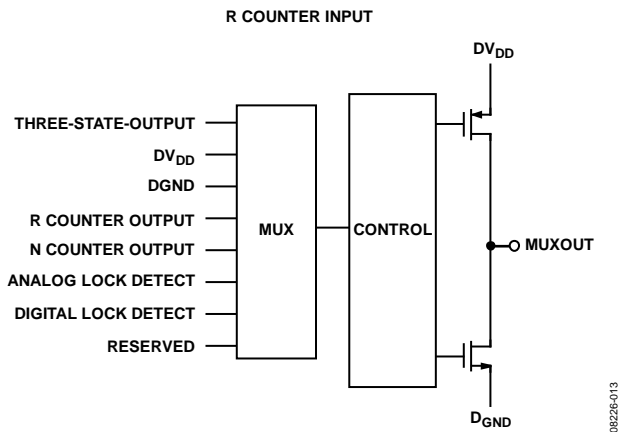 R COUNTER INPUT
DVDD
THREE-STATE-OUTPUT
DVDD
DGND
R COUNTER OUTPUT
N COUNTER OUTPUT
ANALOG LOCK DETECT
DIGITAL LOCK DETECT
RESERVED
MUX
CONTROL
MUXOUT
DGND
08226-013